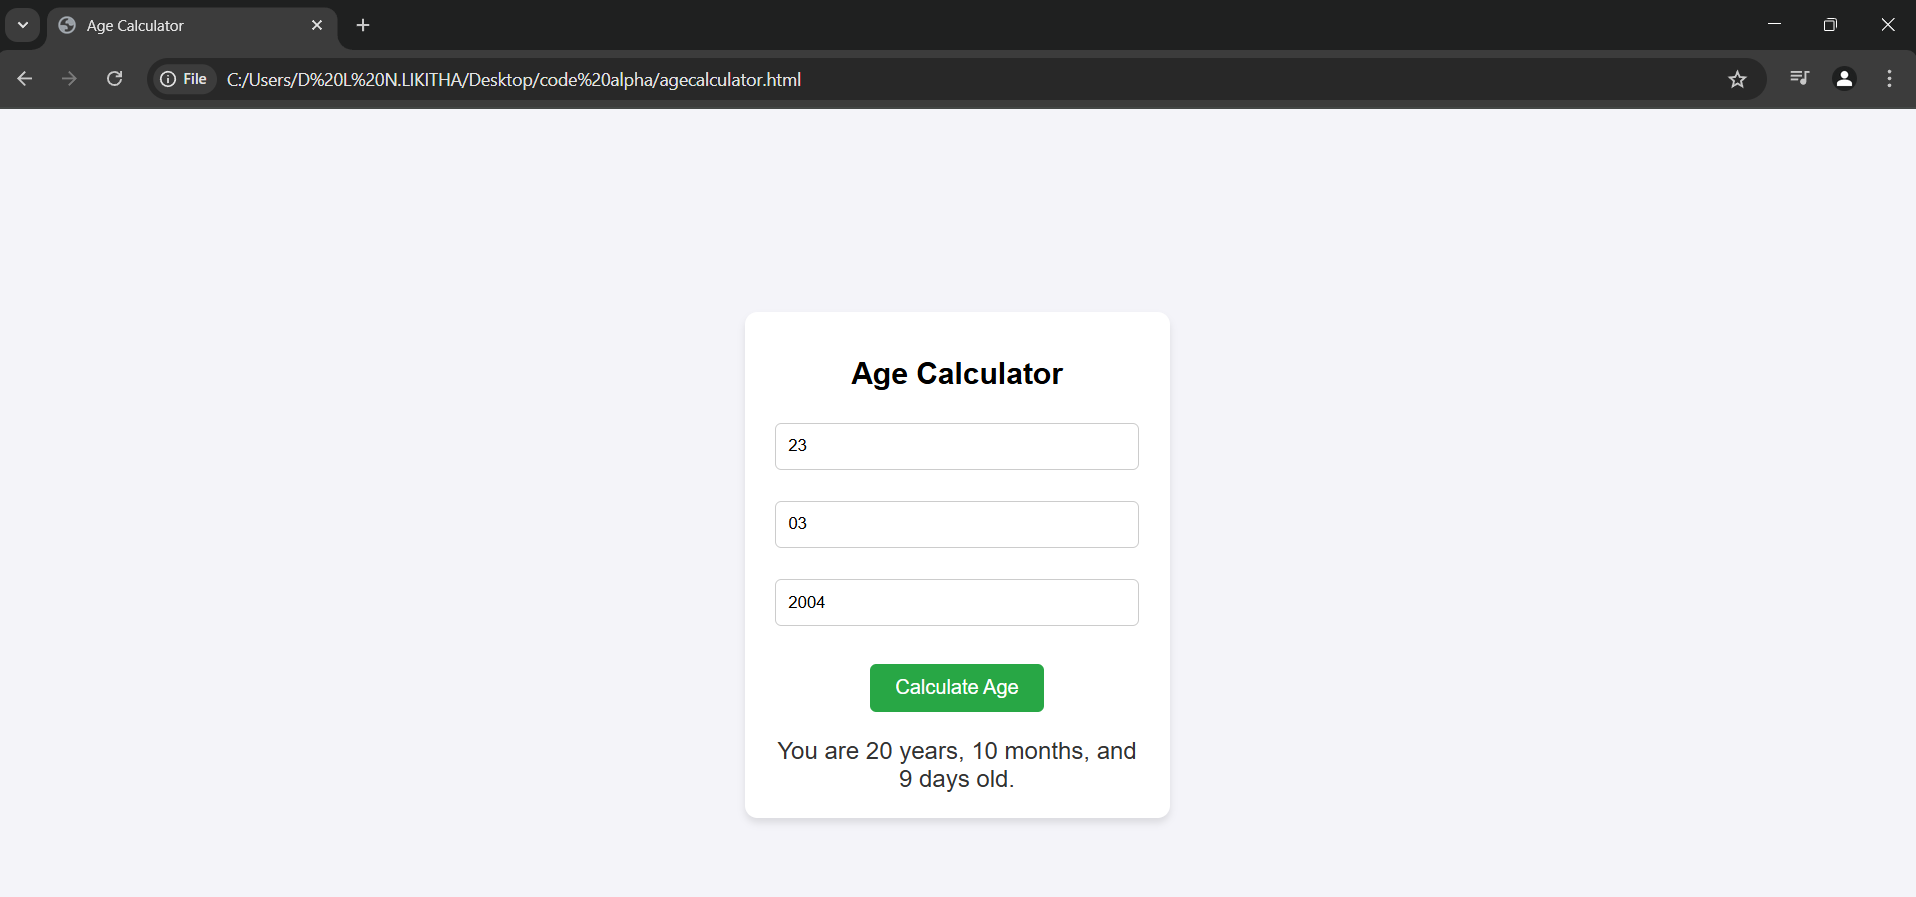 Age Calculator
File
C:/Users/D%20L%20N.LIKITHA/Desktop/code%20alpha/agecalculator.html
Age Calculator
23
03
2004
Calculate Age
You are 20 years, 10 months, and
9 days old.